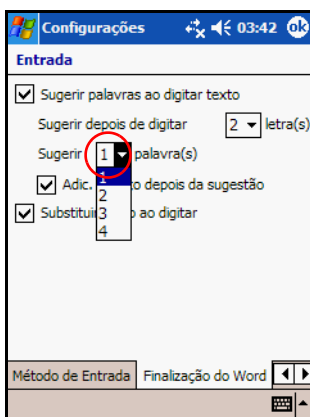 Configurações 03:42 ok
Entrada
Sugerir palavras ao digitar texto
Sugerir depois de digitar 2 letra(s)
Sugerir 1 palavra(s)
1
Adic. to depois da sugestão
2
Substitui 3 o ao digitar
4
Método de Entrada Finalização do Word